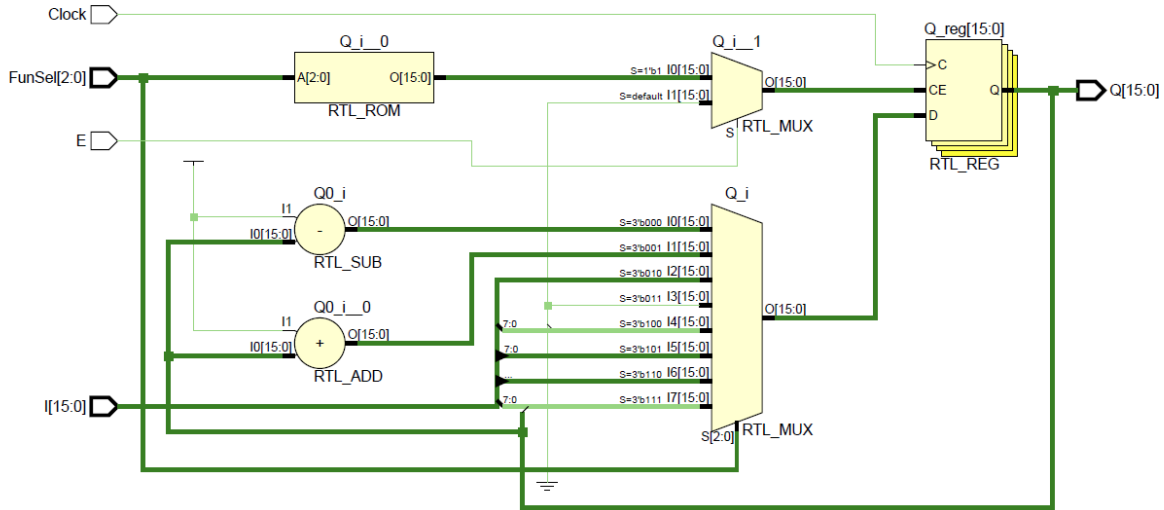 Clock
FunSel[2:0]
E
I[15:0]
Q_i__0
A[2:0] O[15:0]
RTL_ROM
Q_i__1
S=1'b1 I0[15:0]
S=default I1[15:0]
O[15:0]
S
RTL_MUX
Q_reg[15:0]
C
CE
D
Q
RTL_REG
Q[15:0]
Q0_i
I1
I0[15:0]
-
O[15:0]
RTL_SUB
Q0_i__0
I1
I0[15:0]
+
O[15:0]
RTL_ADD
Q_i
S=3'b000 I0[15:0]
S=3'b001 I1[15:0]
S=3'b010 I2[15:0]
S=3'b011 I3[15:0]
7:0 S=3'b100 I4[15:0]
7:0 S=3'b101 I5[15:0]
... S=3'b110 I6[15:0]
7:0 S=3'b111 I7[15:0]
O[15:0]
S[2:0]
RTL_MUX